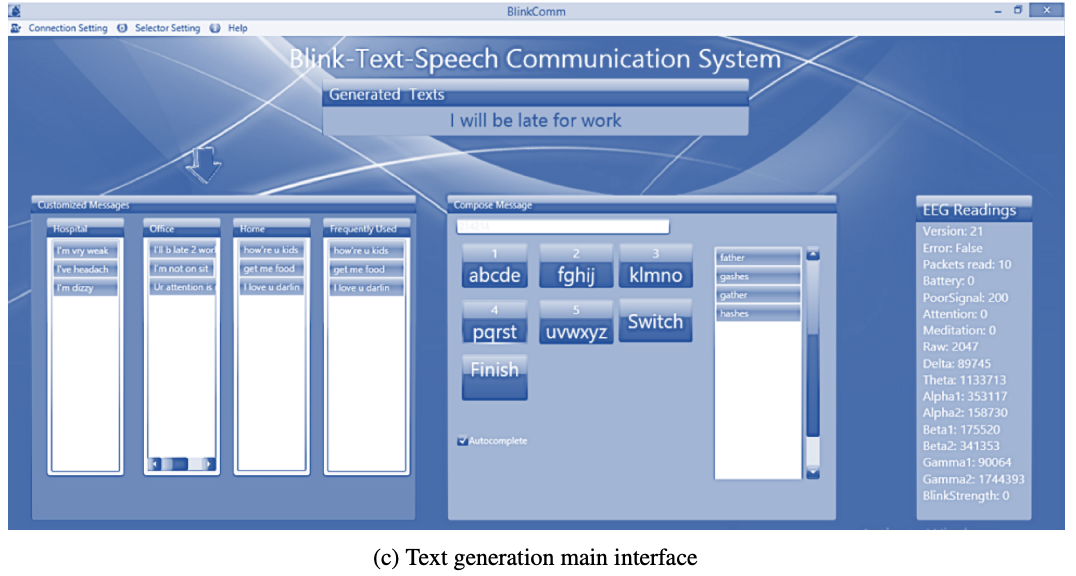 BlinkComm
Connection Setting Selector Setting Help
Blink-Text-Speech Communication System
Generated Texts
I will be late for work
Customized Messages
Hospital
I'm vry weak
I've headach
I'm dizzy
Office
I'll b late 2 wor
I'm not on sit
Ur attention is
Home
how're u kids
get me food
I love u darlin
Frequently Used
how're u kids
get me food
I love u darlin
Compose Message
1
abcde
2
fghij
3
klmno
4
pqrst
5
uvwxyz
Switch
Finish
Autocomplete
father
gashes
gather
hashes
EEG Readings
Version: 21
Error: False
Packets read: 10
Battery: 0
PoorSignal: 200
Attention: 0
Meditation: 0
Raw: 2047
Delta: 89745
Theta: 1133713
Alpha1: 353117
Alpha2: 158730
Beta1: 175520
Beta2: 341353
Gamma1: 90064
Gamma2: 1744393
BlinkStrength: 0
(c) Text generation main interface